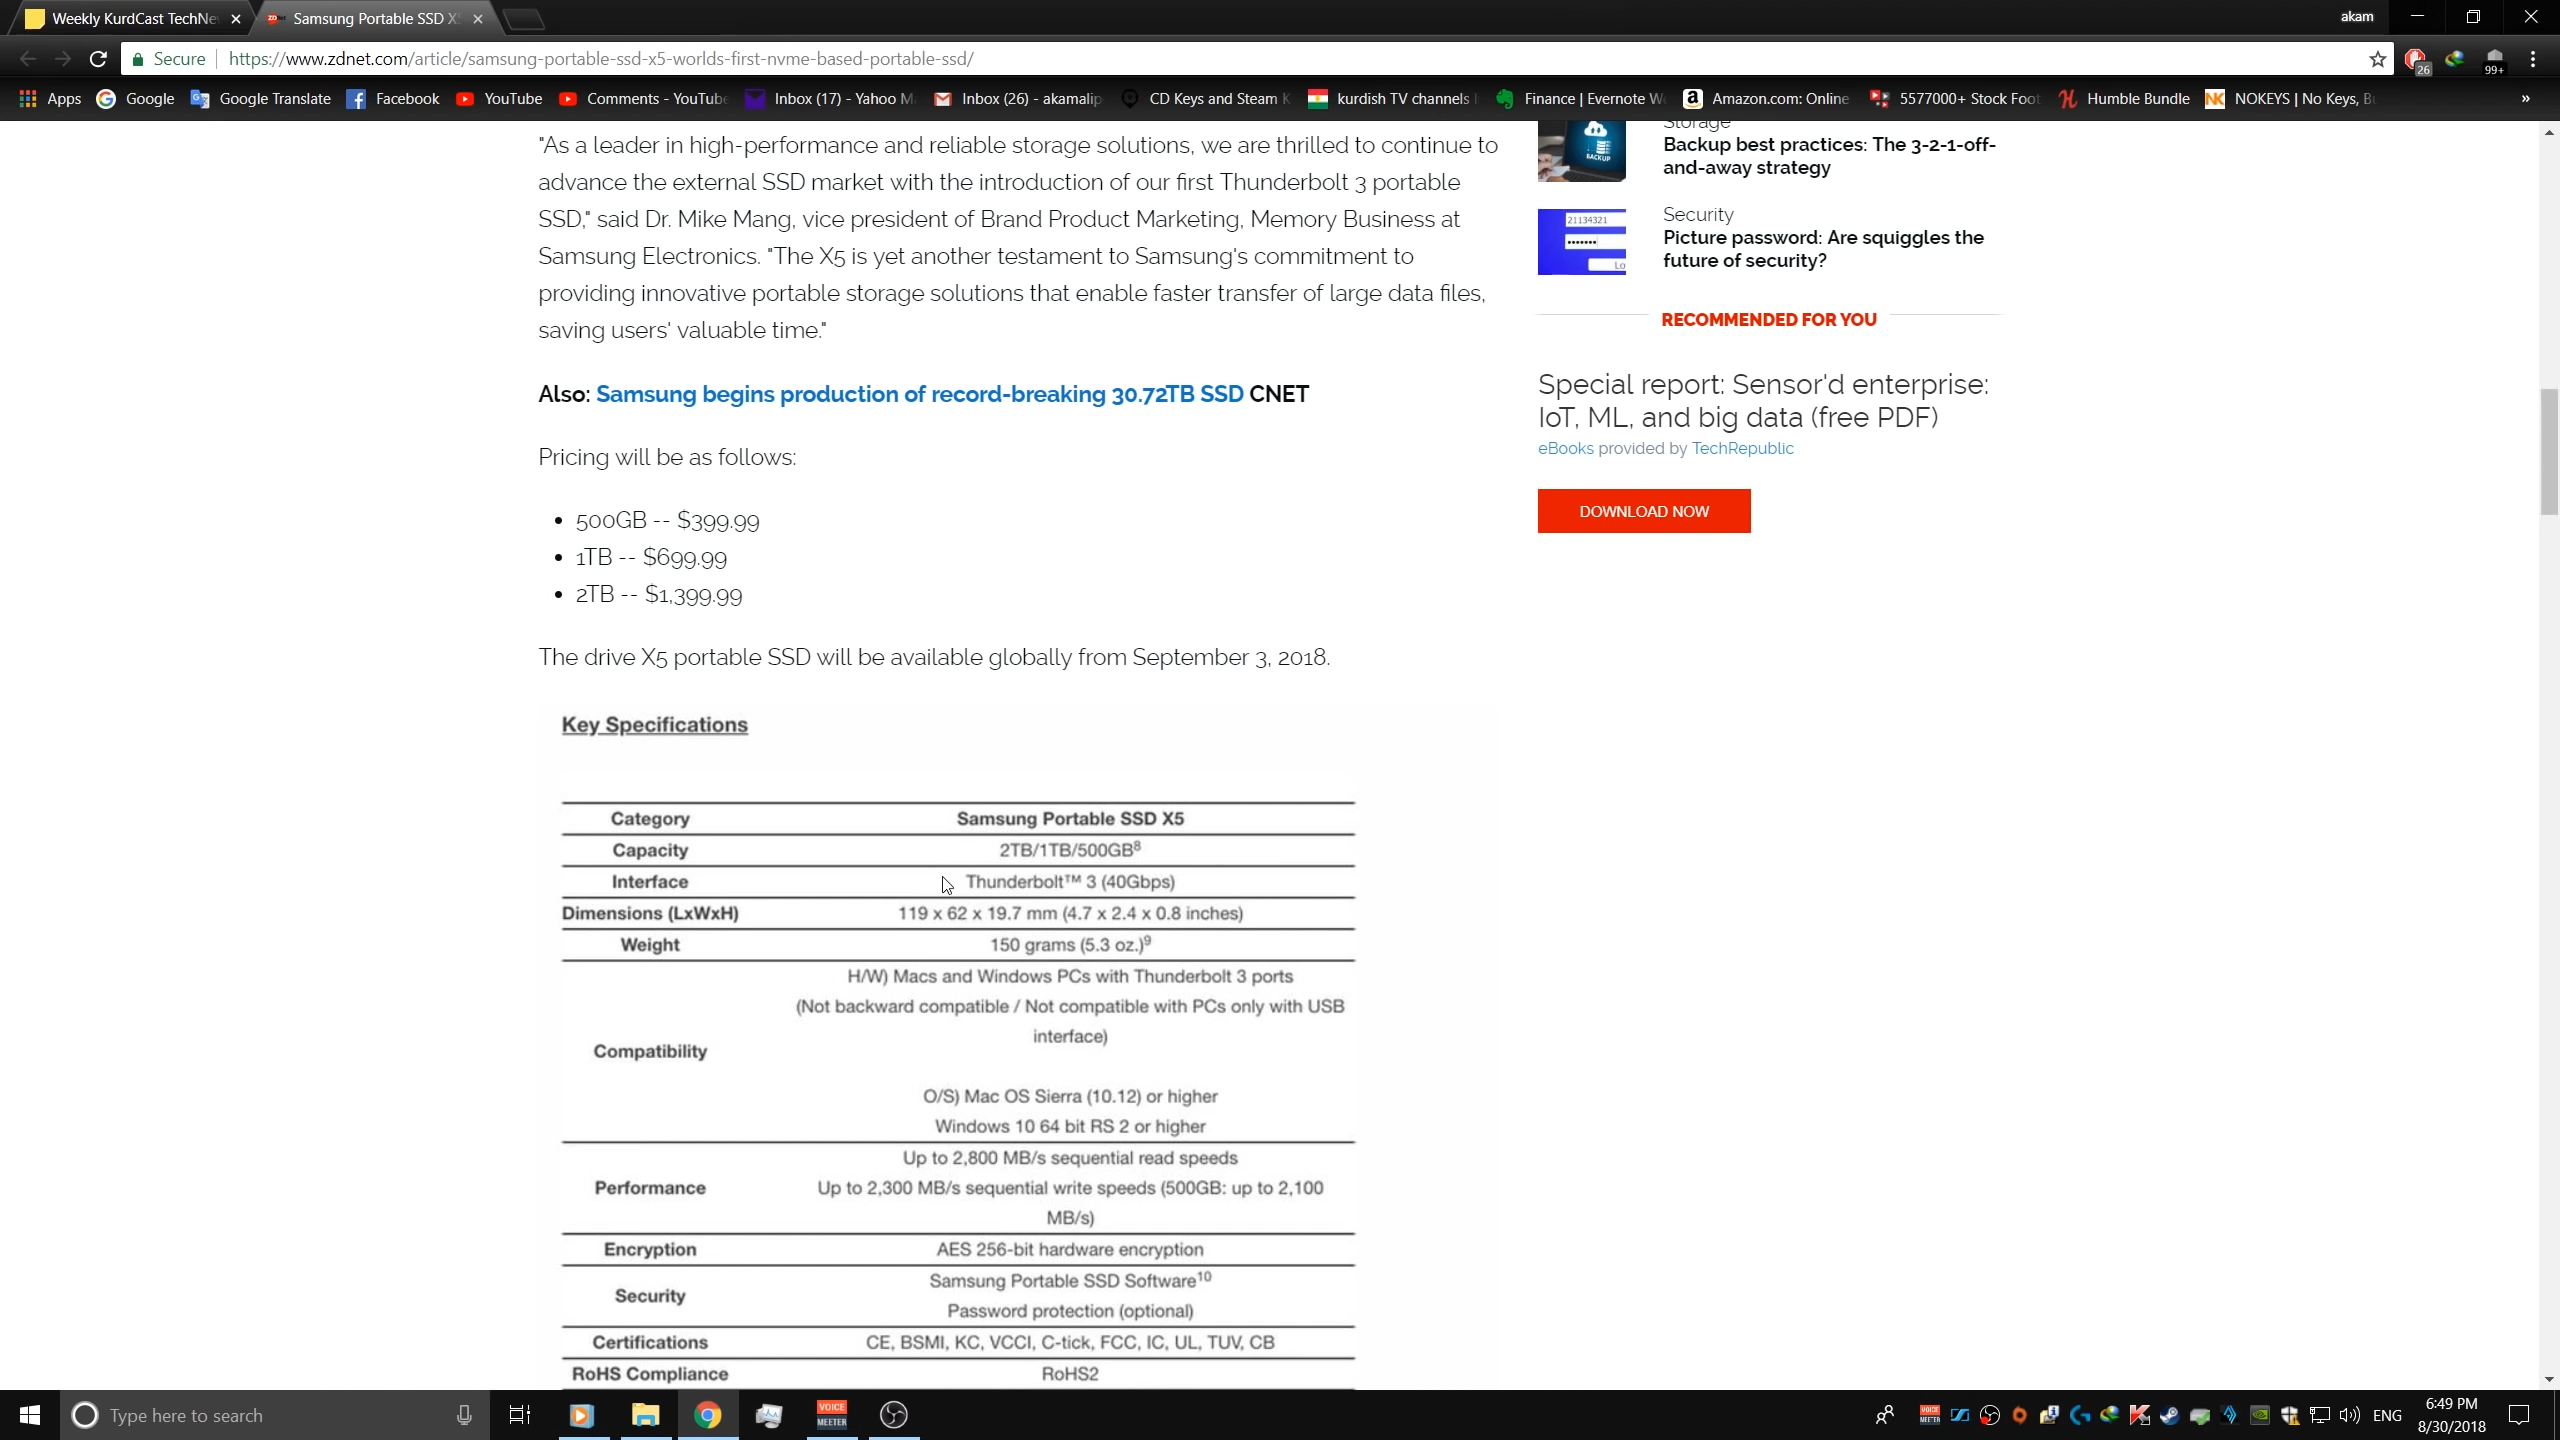 Weekly KurdCast TechNe
Samsung Portable SSD X
akam
Secure
https://www.zdnet.com/article/samsung-portable-ssd-x5-worlds-first-nvme-based-portable-ssd/
26
99+
Apps
Google
Google Translate
Facebook
YouTube
Comments - YouTube
Inbox (17) - Yahoo M
Inbox (26) - akamalip
CD Keys and Steam K
kurdish TV channels
Finance | Evernote W
Amazon.com: Online
5577000+ Stock Foot
Humble Bundle
NOKEYS | No Keys, B
»
"As a leader in high-performance and reliable storage solutions, we are thrilled to continue to
advance the external SSD market with the introduction of our first Thunderbolt 3 portable
SSD," said Dr. Mike Mang, vice president of Brand Product Marketing, Memory Business at
Samsung Electronics. "The X5 is yet another testament to Samsung's commitment to
providing innovative portable storage solutions that enable faster transfer of large data files,
saving users' valuable time."
Also: Samsung begins production of record-breaking 30.72TB SSD CNET
Pricing will be as follows:
• 500GB -- $399.99
• 1TB -- $699.99
• 2TB -- $1,399.99
The drive X5 portable SSD will be available globally from September 3, 2018.
Key Specifications
Category Samsung Portable SSD X5
Capacity 2TB/1TB/500GB⁸
Interface Thunderbolt™ 3 (40Gbps)
Dimensions (LxWxH) 119 x 62 x 19.7 mm (4.7 x 2.4 x 0.8 inches)
Weight 150 grams (5.3 oz.)⁹
H/W) Macs and Windows PCs with Thunderbolt 3 ports
(Not backward compatible / Not compatible with PCs only with USB
interface)
Compatibility
O/S) Mac OS Sierra (10.12) or higher
Windows 10 64 bit RS 2 or higher
Up to 2,800 MB/s sequential read speeds
Performance Up to 2,300 MB/s sequential write speeds (500GB: up to 2,100
MB/s)
Encryption AES 256-bit hardware encryption
Samsung Portable SSD Software¹⁰
Security
Password protection (optional)
Certifications CE, BSMI, KC, VCCI, C-tick, FCC, IC, UL, TUV, CB
RoHS Compliance RoHS2
Storage
Backup best practices: The 3-2-1-off-
and-away strategy
BACKUP
21134321
Lo
Security
Picture password: Are squiggles the
future of security?
RECOMMENDED FOR YOU
Special report: Sensor'd enterprise:
IoT, ML, and big data (free PDF)
eBooks provided by TechRepublic
DOWNLOAD NOW
Type here to search
VOICE
MEETER
ENG
6:49 PM
8/30/2018